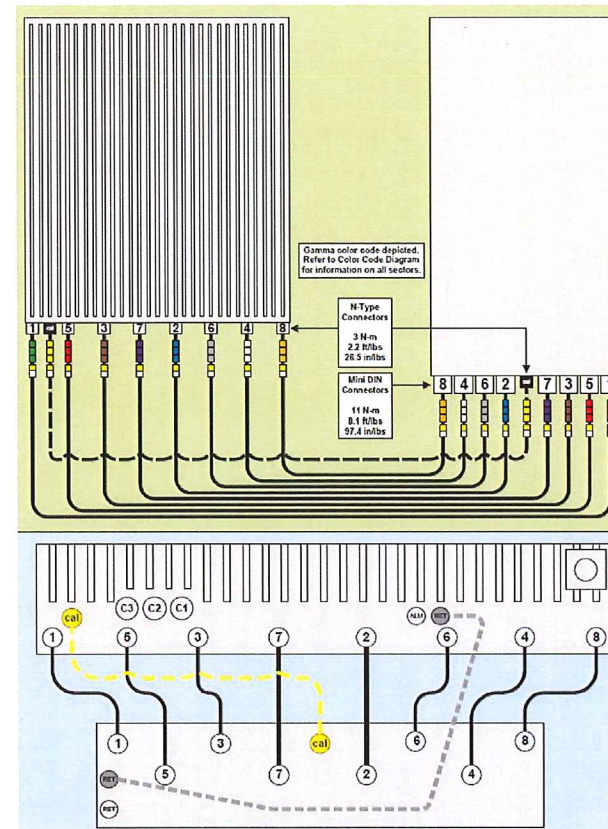 Gamma color code depicted.
Refer to Color Code Diagram
for information on all sectors.
N-Type
Connectors
3 N-m
2.2 ft/lbs
26.5 in/lbs
1 5 3 7 2 6 4 8
Mini DIN
Connectors
11 N-m
8.1 ft/lbs
97.4 in/lbs
8 4 6 2 7 3 5 1
C3 C2 C1
cal ALU RET
1 5 3 7 2 6 4 8
1 3 cal 6 8
5 7 2 4
RET
RET